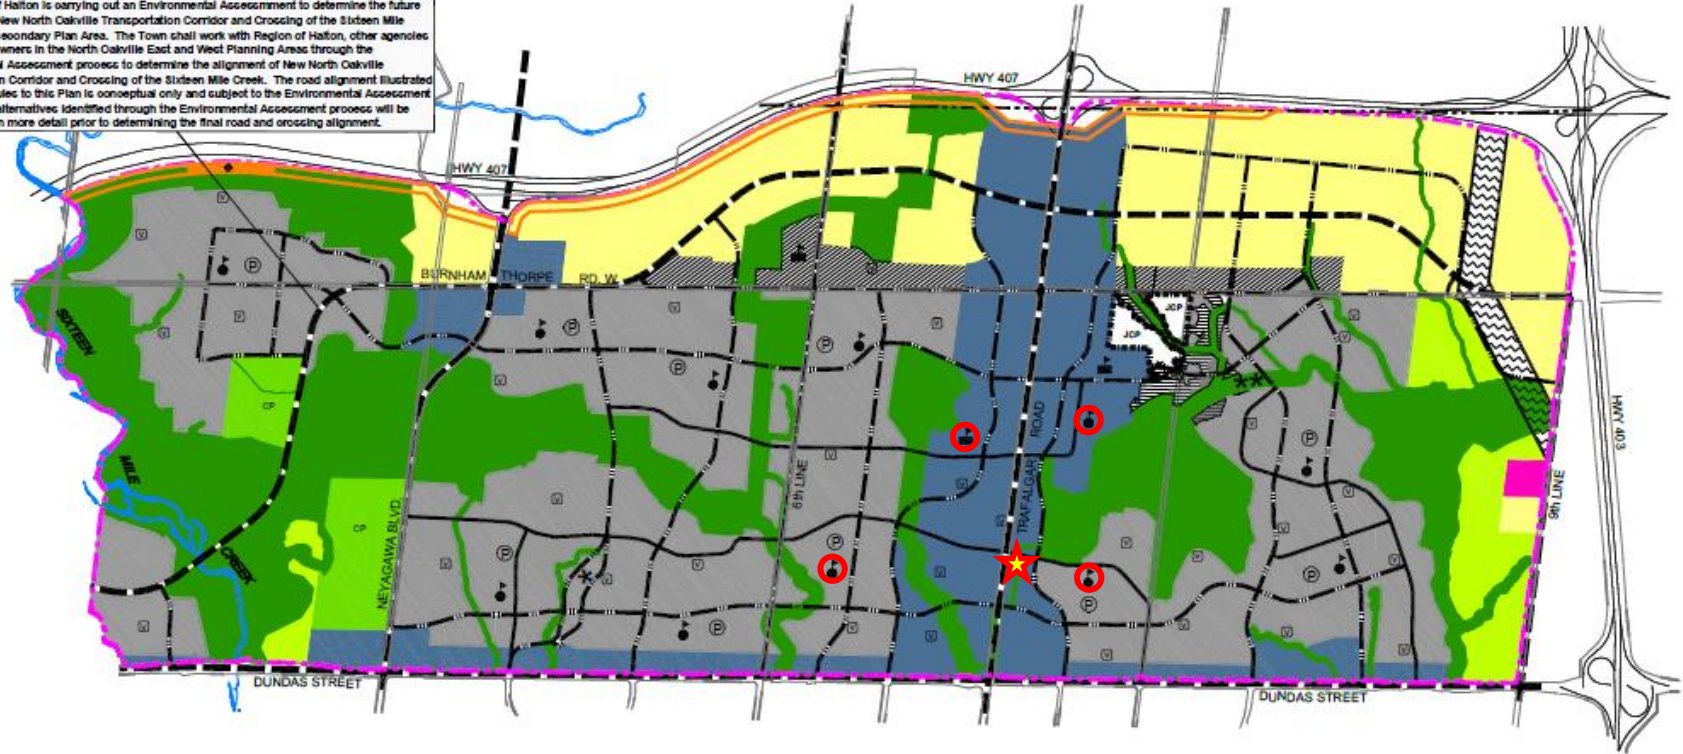 f Halton is carrying out an Environmental Assessmment to determine the future
New North Oakville Transportation Corridor and Crossing of the Sixteen Mile
Secondary Plan Area. The Town shall work with Region of Halton, other agencies
wners in the North Oakville East and West Planning Areas through the
l Assessment process to determine the alignment of New North Oakville
n Corridor and Crossing of the Sixteen Mile Creek. The road alignment illustrated
ules to this Plan is conceptual only and subject to the Environmental Assessment
alternatives identified through the Environmental Assessment process will be
n more detail prior to determining the final road and crossing alignment.
HWY 407
HWY 407
BURNHAM THORPE RD. W.
SIXTEEN
MILE
CREEK
JCP
JCP
CP
CP
NEYAGAWA BLVD.
6th LINE
TRAFALGAR ROAD
HWY 403
9th LINE
DUNDAS STREET
DUNDAS STREET